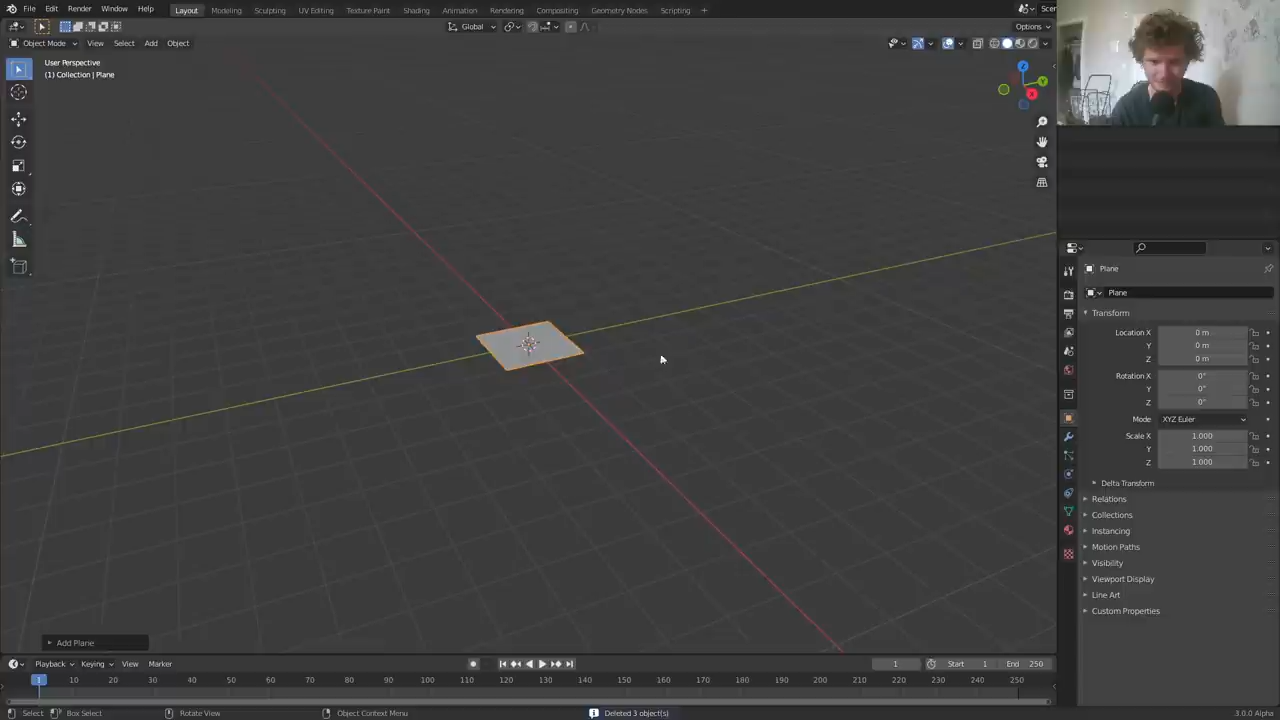 File Edit Render Window Help Layout Modeling Sculpting UV Editing Texture Paint Shading Animation Rendering Compositing Geometry Nodes Scripting + Scen
Global Options
Object Mode View Select Add Object
User Perspective
(1) Collection | Plane
Z
Y
X
Plane
Plane
Transform
Location X 0 m
Y 0 m
Z 0 m
Rotation X 0°
Y 0°
Z 0°
Mode XYZ Euler
Scale X 1.000
Y 1.000
Z 1.000
Delta Transform
Relations
Collections
Instancing
Motion Paths
Visibility
Viewport Display
Line Art
Custom Properties
Add Plane
Playback Keying View Marker 1 Start 1 End 250
1 10 20 30 40 50 60 70 80 90 100 110 120 130 140 150 160 170 180 190 200 210 220 230 240 250
Select Box Select Rotate View Object Context Menu Deleted 3 object(s) 3.0.0 Alpha